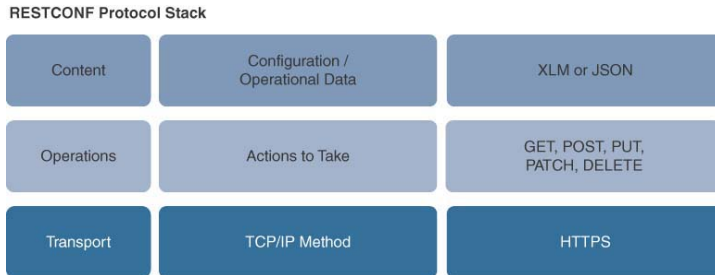 RESTCONF Protocol Stack
Content
Configuration /
Operational Data
XLM or JSON
Operations
Actions to Take
GET, POST, PUT,
PATCH, DELETE
Transport
TCP/IP Method
HTTPS